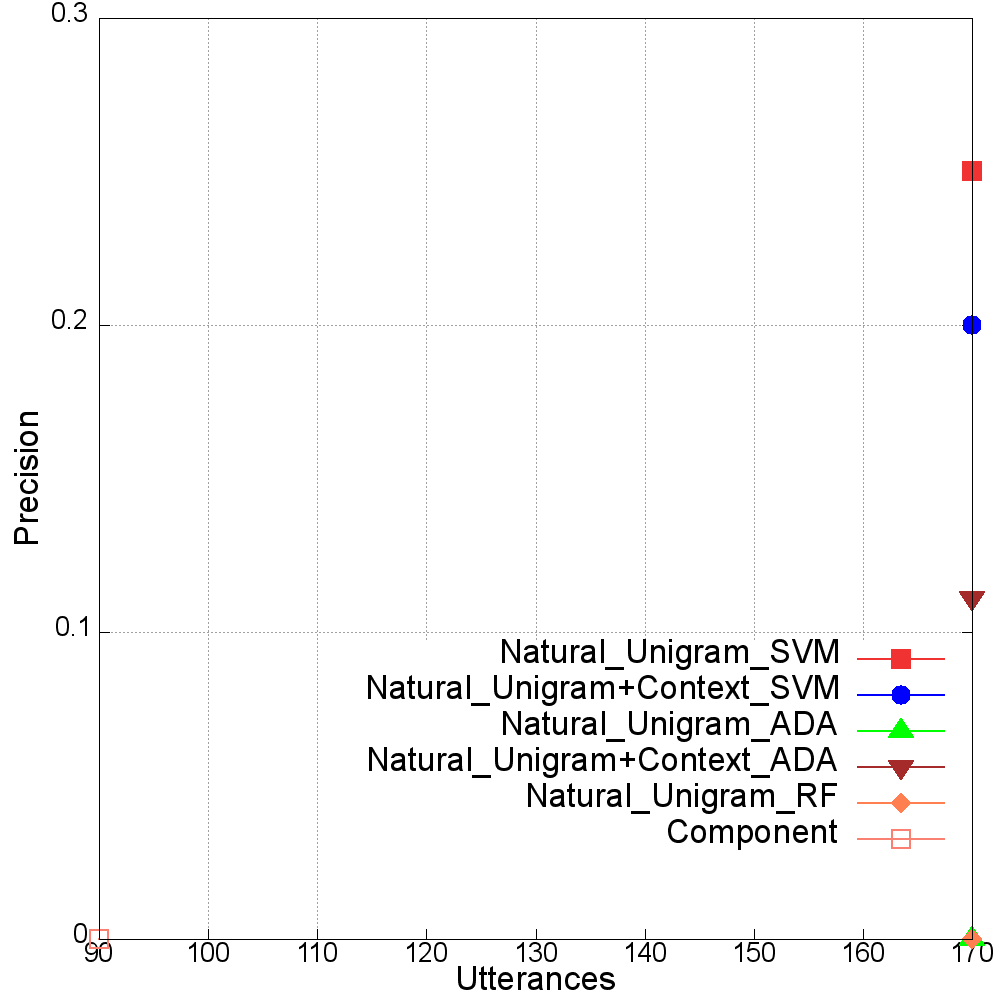 0.3
0.2
0.1
0
Precision
Natural_Unigram_SVM
Natural_Unigram+Context_SVM
Natural_Unigram_ADA
Natural_Unigram+Context_ADA
Natural_Unigram_RF
Component
90 100 110 120 130 140 150 160 170
Utterances